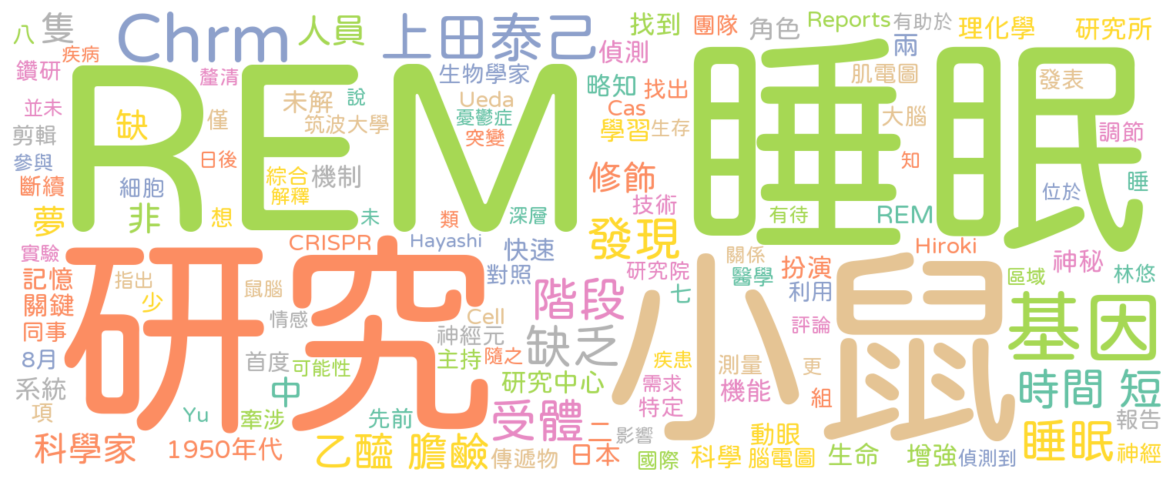 八 隻 Chrm 人員 上田泰己 找到 團隊 角色 Reports 有助於 理化學 研究所
疾病 偵測 兩
鑽研 釐清 REM 生物學家 略知 找出 睡眠 肌電圖 發表
並未 缺 僅 未解 說 Ueda 憂鬱症 Cas 大腦
剪輯 筑波大學 突變 學習 生存 調節
參與 日後 知
斷續 細胞 綜合 機制 修飾 位於 睡
解釋 技術
夢 非 想 未 類 深層 有待 REM
實驗 CRISPR Hayashi 快速 發現 關係 Hiroki
記憶 指出 研究 對照 研究院 醫學 扮演 區域 神秘 林悠
關鍵 少 鼠腦 階段 小鼠 七 利用
同事 情感 Cell 基因
神經元 缺乏 評論
8月 首度 可能性 主持 隨之 疾患 測量 更
系統 研究中心 需求 機能 時間 短
項 Yu 牽涉 中 先前 受體 特定 組 報告
二 影響 動眼
科學家 1950年代 乙醯 膽鹼 傳遞物 日本 國際 科學 腦電圖 生命 增強 偵測到 睡眠 神經